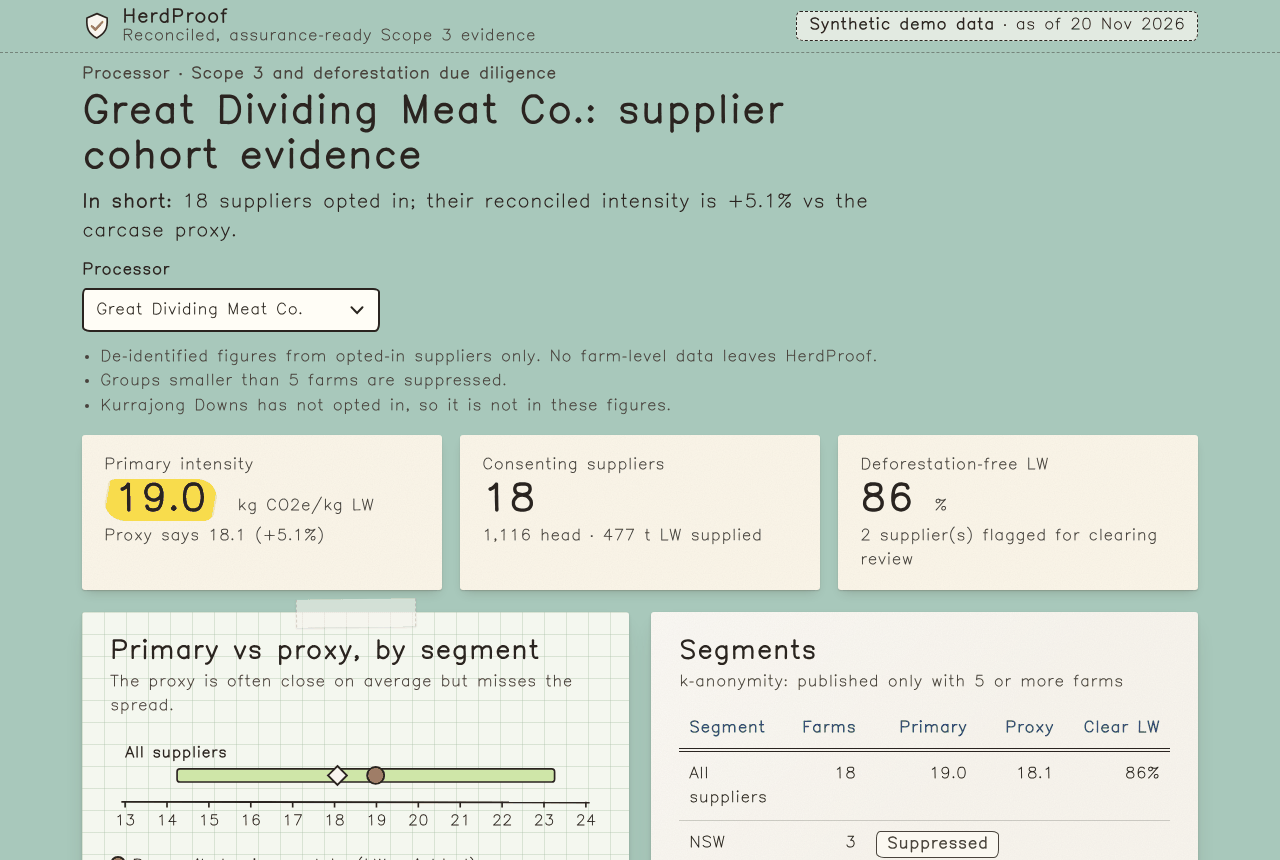 HerdProof
Reconciled, assurance-ready Scope 3 evidence
Synthetic demo data · as of 20 Nov 2026
Processor · Scope 3 and deforestation due diligence
Great Dividing Meat Co.: supplier
cohort evidence
In short: 18 suppliers opted in; their reconciled intensity is +5.1% vs the
carcase proxy.
Processor
Great Dividing Meat Co.
• De-identified figures from opted-in suppliers only. No farm-level data leaves HerdProof.
• Groups smaller than 5 farms are suppressed.
• Kurrajong Downs has not opted in, so it is not in these figures.
Primary intensity
19.0 kg CO2e/kg LW
Proxy says 18.1 (+5.1%)
Consenting suppliers
18
1,116 head · 477 t LW supplied
Deforestation-free LW
86 %
2 supplier(s) flagged for clearing
review
Primary vs proxy, by segment
The proxy is often close on average but misses the
spread.
All suppliers
13 14 15 16 17 18 19 20 21 22 23 24
Segments
k-anonymity: published only with 5 or more farms
Segment Farms Primary Proxy Clear LW
All 18 19.0 18.1 86%
suppliers
NSW 3 Suppressed